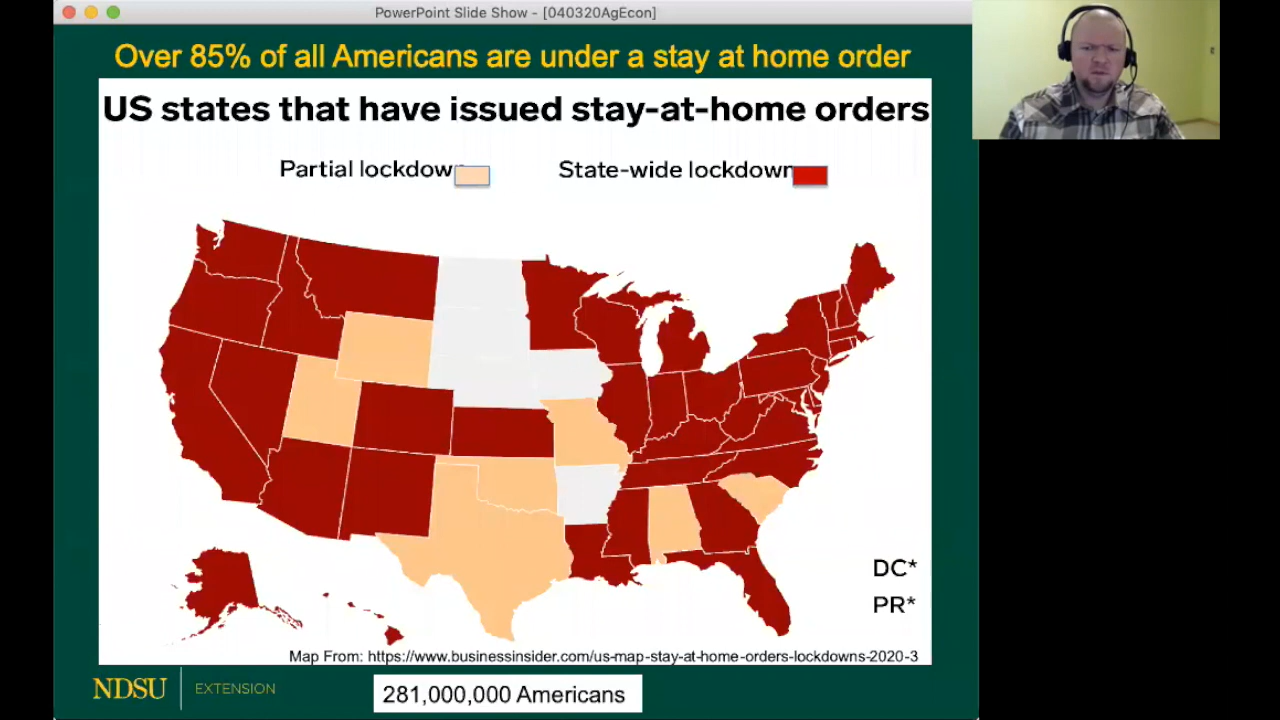 PowerPoint Slide Show - [040320AgEcon]
Over 85% of all Americans are under a stay at home order
US states that have issued stay-at-home orders
Partial lockdow
State-wide lockdown
DC*
PR*
Map From: https://www.businessinsider.com/us-map-stay-at-home-orders-lockdowns-2020-3
NDSU EXTENSION
281,000,000 Americans